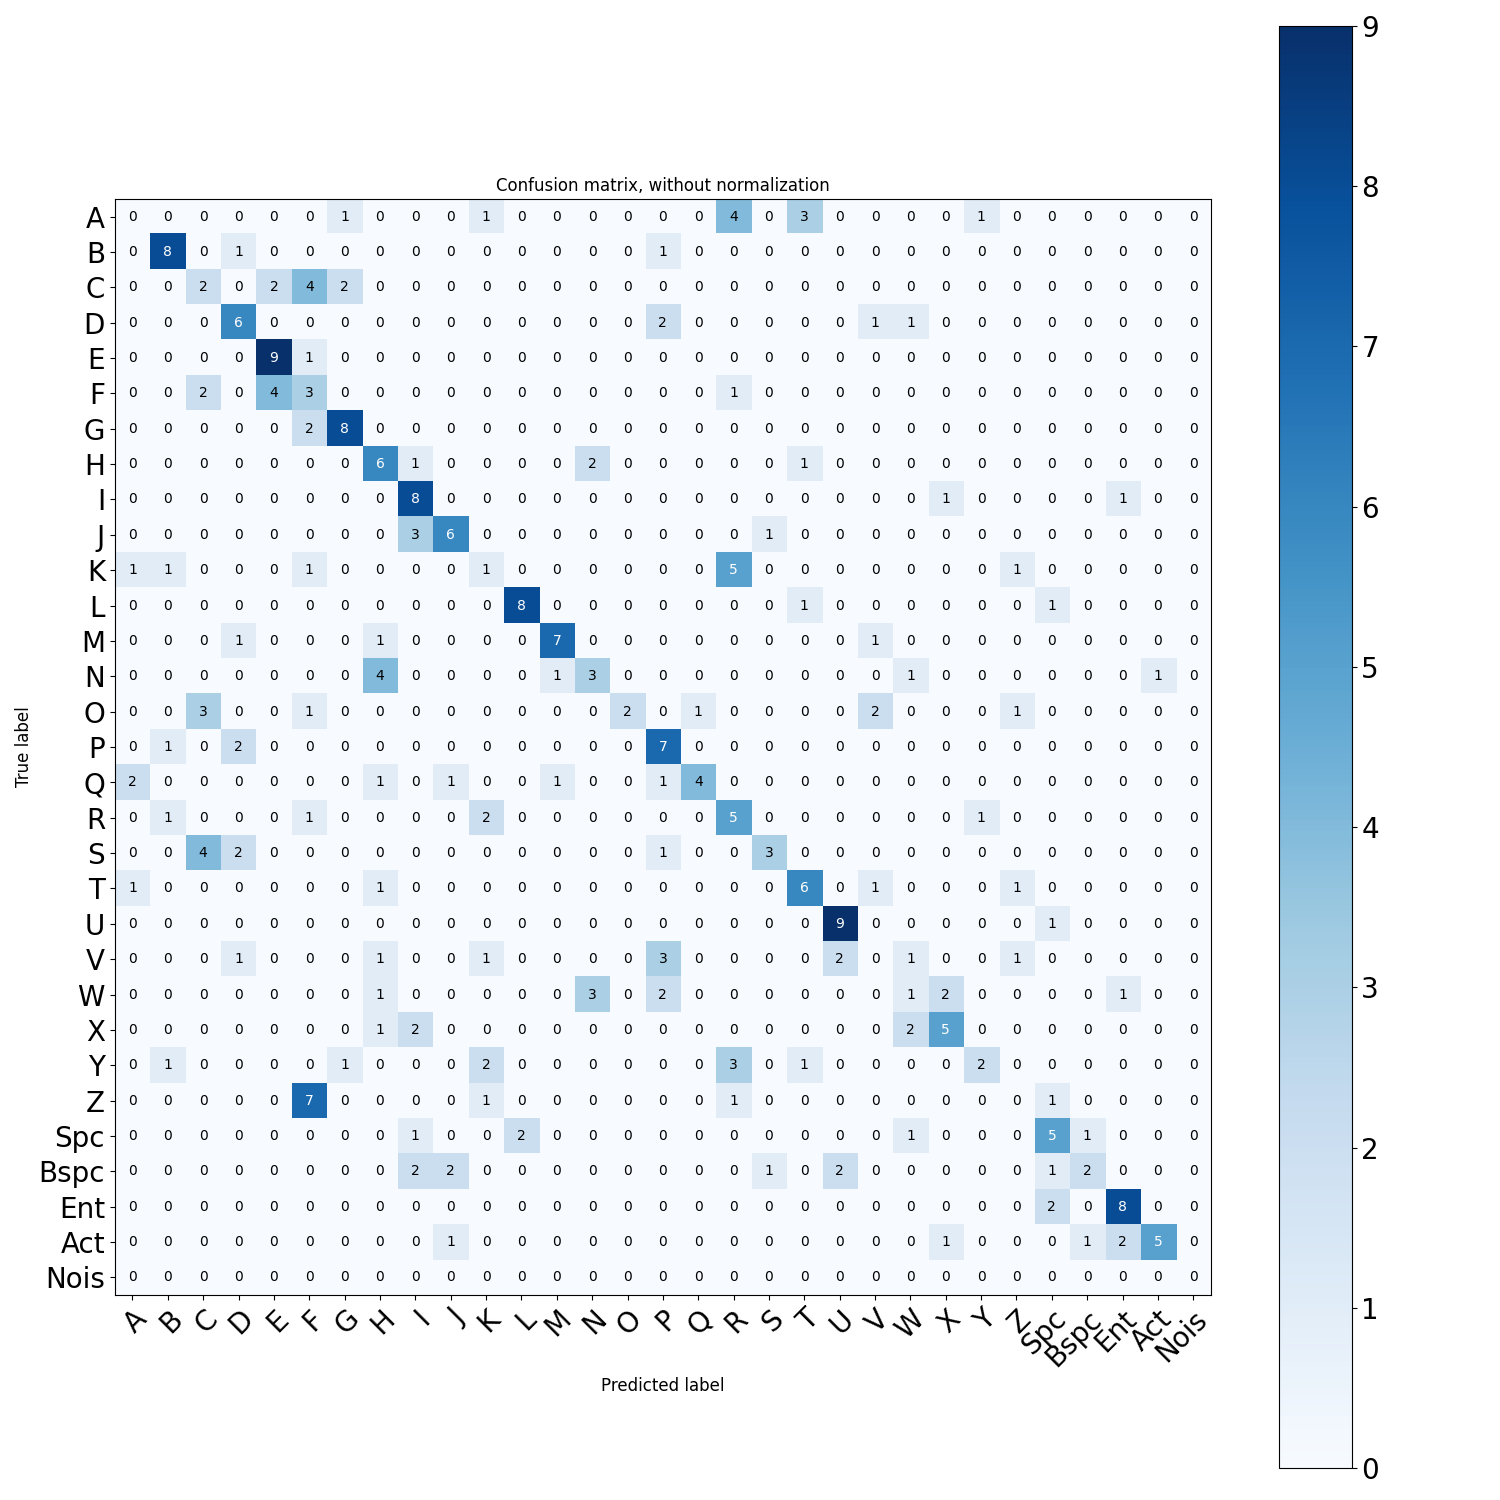 Confusion matrix, without normalization
A 0 0 0 0 0 0 1 0 0 0 1 0 0 0 0 0 0 4 0 3 0 0 0 0 1 0 0 0 0 0 0
B 0 8 0 1 0 0 0 0 0 0 0 0 0 0 0 1 0 0 0 0 0 0 0 0 0 0 0 0 0 0 0
C 0 0 2 0 2 4 2 0 0 0 0 0 0 0 0 0 0 0 0 0 0 0 0 0 0 0 0 0 0 0 0
D 0 0 0 6 0 0 0 0 0 0 0 0 0 0 0 2 0 0 0 0 0 1 1 0 0 0 0 0 0 0 0
E 0 0 0 0 9 1 0 0 0 0 0 0 0 0 0 0 0 0 0 0 0 0 0 0 0 0 0 0 0 0 0
F 0 0 2 0 4 3 0 0 0 0 0 0 0 0 0 0 0 1 0 0 0 0 0 0 0 0 0 0 0 0 0
G 0 0 0 0 0 2 8 0 0 0 0 0 0 0 0 0 0 0 0 0 0 0 0 0 0 0 0 0 0 0 0
H 0 0 0 0 0 0 0 6 1 0 0 0 0 2 0 0 0 0 0 1 0 0 0 0 0 0 0 0 0 0 0
I 0 0 0 0 0 0 0 0 8 0 0 0 0 0 0 0 0 0 0 0 0 0 0 1 0 0 0 0 1 0 0
J 0 0 0 0 0 0 0 0 3 6 0 0 0 0 0 0 0 0 1 0 0 0 0 0 0 0 0 0 0 0 0
K 1 1 0 0 0 1 0 0 0 0 1 0 0 0 0 0 0 5 0 0 0 0 0 0 0 1 0 0 0 0 0
L 0 0 0 0 0 0 0 0 0 0 0 8 0 0 0 0 0 0 0 1 0 0 0 0 0 0 1 0 0 0 0
M 0 0 0 1 0 0 0 1 0 0 0 0 7 0 0 0 0 0 0 0 0 1 0 0 0 0 0 0 0 0 0
N 0 0 0 0 0 0 0 4 0 0 0 0 1 3 0 0 0 0 0 0 0 0 1 0 0 0 0 0 0 1 0
O 0 0 3 0 0 1 0 0 0 0 0 0 0 0 2 0 1 0 0 0 0 2 0 0 0 1 0 0 0 0 0
P 0 1 0 2 0 0 0 0 0 0 0 0 0 0 0 7 0 0 0 0 0 0 0 0 0 0 0 0 0 0 0
Q 2 0 0 0 0 0 0 1 0 1 0 0 1 0 0 1 4 0 0 0 0 0 0 0 0 0 0 0 0 0 0
R 0 1 0 0 0 1 0 0 0 0 2 0 0 0 0 0 0 5 0 0 0 0 0 0 1 0 0 0 0 0 0
S 0 0 4 2 0 0 0 0 0 0 0 0 0 0 0 1 0 0 3 0 0 0 0 0 0 0 0 0 0 0 0
T 1 0 0 0 0 0 0 1 0 0 0 0 0 0 0 0 0 0 0 6 0 1 0 0 0 1 0 0 0 0 0
U 0 0 0 0 0 0 0 0 0 0 0 0 0 0 0 0 0 0 0 0 9 0 0 0 0 0 1 0 0 0 0
V 0 0 0 1 0 0 0 1 0 0 1 0 0 0 0 3 0 0 0 0 2 0 1 0 0 1 0 0 0 0 0
W 0 0 0 0 0 0 0 1 0 0 0 0 0 3 0 2 0 0 0 0 0 0 1 2 0 0 0 0 1 0 0
X 0 0 0 0 0 0 0 1 2 0 0 0 0 0 0 0 0 0 0 0 0 0 2 5 0 0 0 0 0 0 0
Y 0 1 0 0 0 0 1 0 0 0 2 0 0 0 0 0 0 3 0 1 0 0 0 0 2 0 0 0 0 0 0
Z 0 0 0 0 0 7 0 0 0 0 1 0 0 0 0 0 0 1 0 0 0 0 0 0 0 0 1 0 0 0 0
Spc 0 0 0 0 0 0 0 0 1 0 0 2 0 0 0 0 0 0 0 0 0 0 1 0 0 0 5 1 0 0 0
Bspc 0 0 0 0 0 0 0 0 2 2 0 0 0 0 0 0 0 0 1 0 2 0 0 0 0 0 1 2 0 0 0
Ent 0 0 0 0 0 0 0 0 0 0 0 0 0 0 0 0 0 0 0 0 0 0 0 0 0 0 2 0 8 0 0
Act 0 0 0 0 0 0 0 0 0 1 0 0 0 0 0 0 0 0 0 0 0 0 0 1 0 0 0 1 2 5 0
Nois 0 0 0 0 0 0 0 0 0 0 0 0 0 0 0 0 0 0 0 0 0 0 0 0 0 0 0 0 0 0 0
A B C D E F G H I J K L M N O P Q R S T U V W X Y Z Spc Bspc Ent Act Nois
Predicted label
True label
9
8
7
6
5
4
3
2
1
0